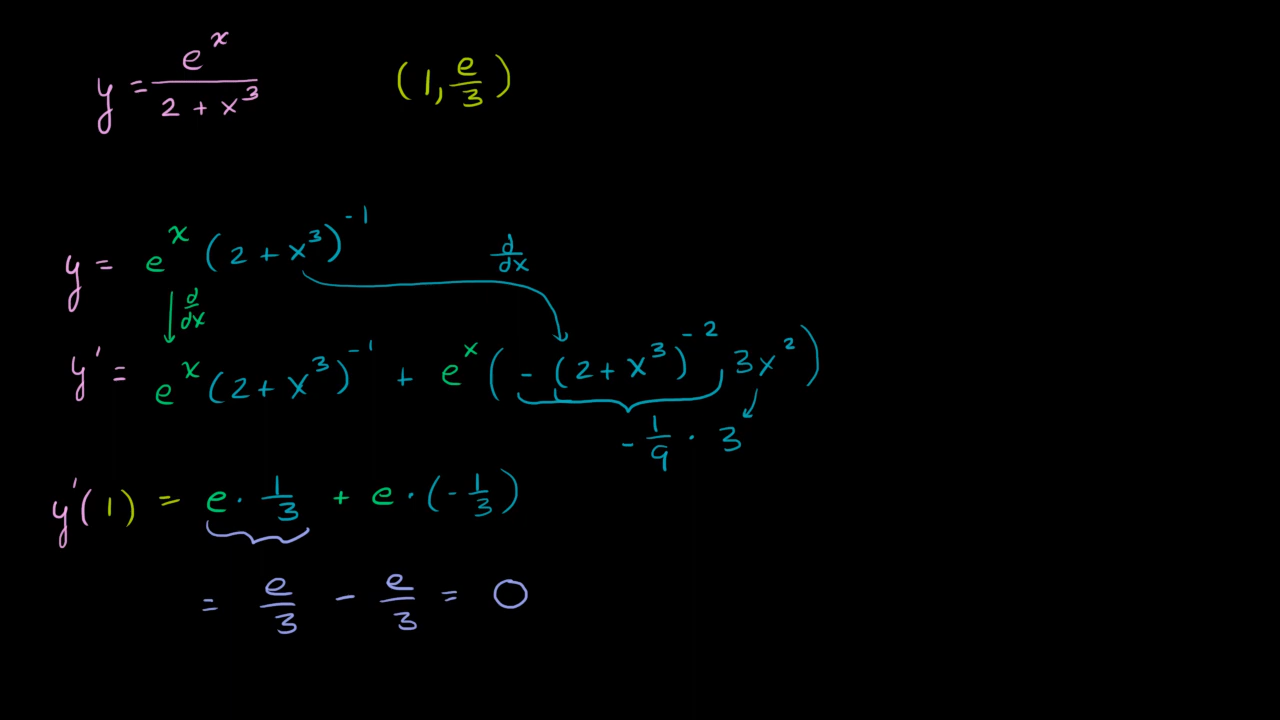 y = e^x / (2 + x^3) (1, e/3)
y = e^x (2 + x^3)^-1 d/dx
d/dx
y' = e^x (2 + x^3)^-1 + e^x (- (2 + x^3)^-2 , 3x^2)
- 1/9 · 3
y'(1) = e · 1/3 + e · (- 1/3)
= e/3 - e/3 = 0